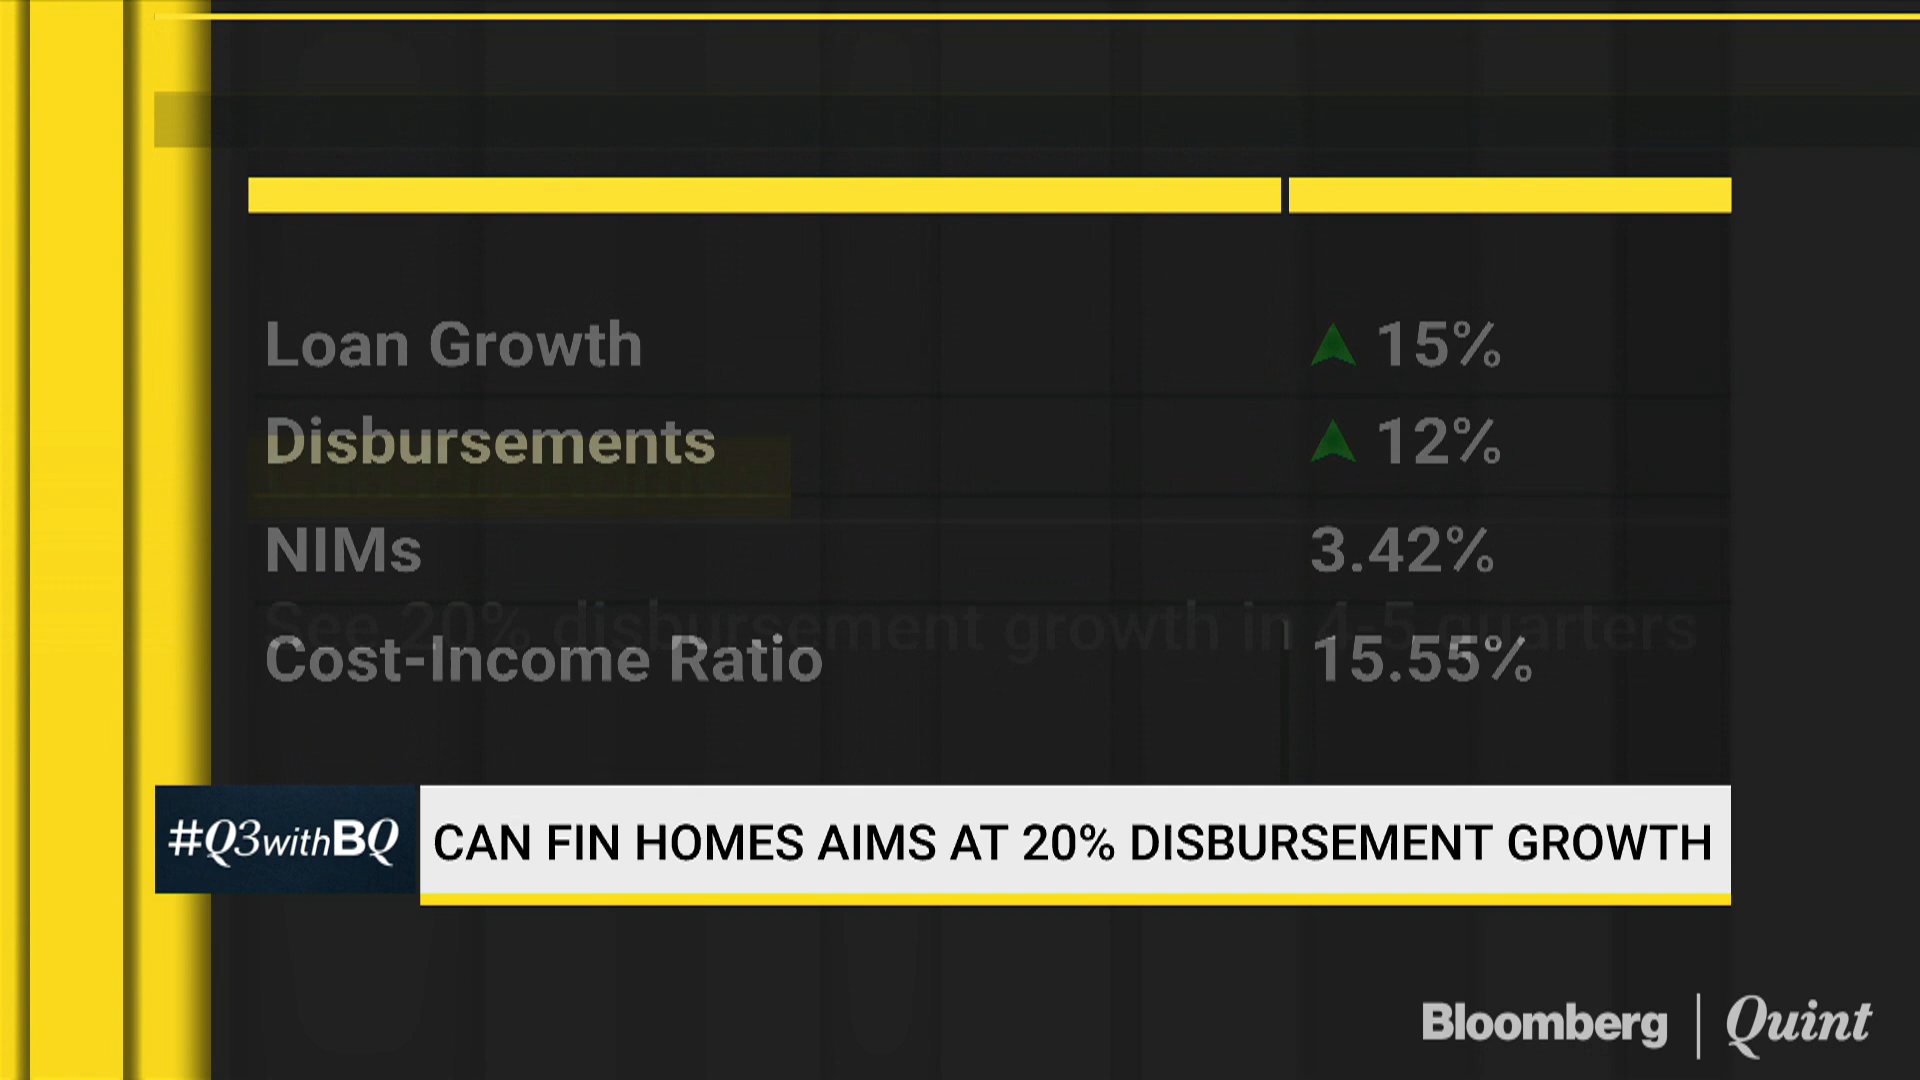 Loan Growth ▲ 15%
Disbursements ▲ 12%
NIMs 3.42%
See 20% disbursement growth in 4-5 quarters
Cost-Income Ratio 15.55%
#Q3withBQ CAN FIN HOMES AIMS AT 20% DISBURSEMENT GROWTH
Bloomberg | Quint